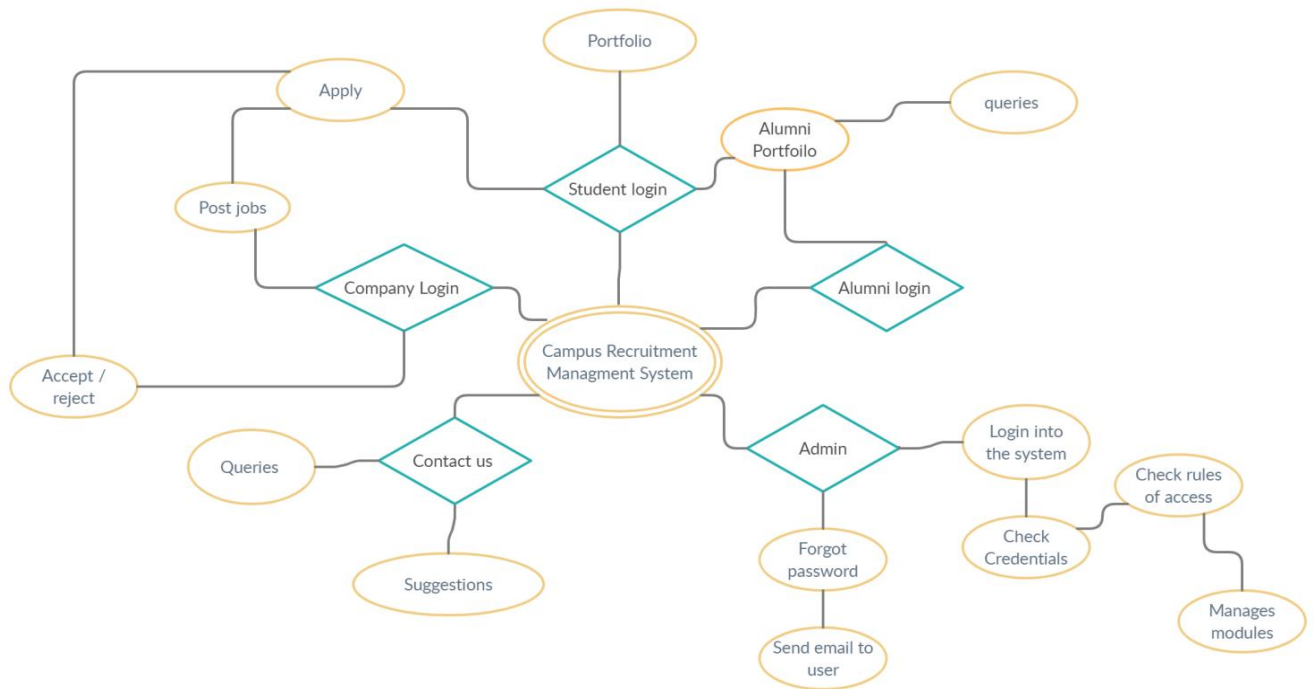 Portfolio
Apply
queries
Alumni
Portfoilo
Student login
Post jobs
Company Login
Alumni login
Campus Recruitment
Managment System
Accept /
reject
Login into
the system
Admin
Queries
Contact us
Check rules
of access
Check
Credentials
Forgot
password
Suggestions
Manages
modules
Send email to
user